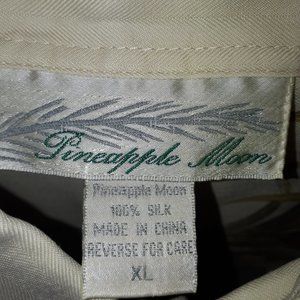 Pineapple Moon
Pineapple Moon
100% SILK
MADE IN CHINA
REVERSE FOR CARE
XL